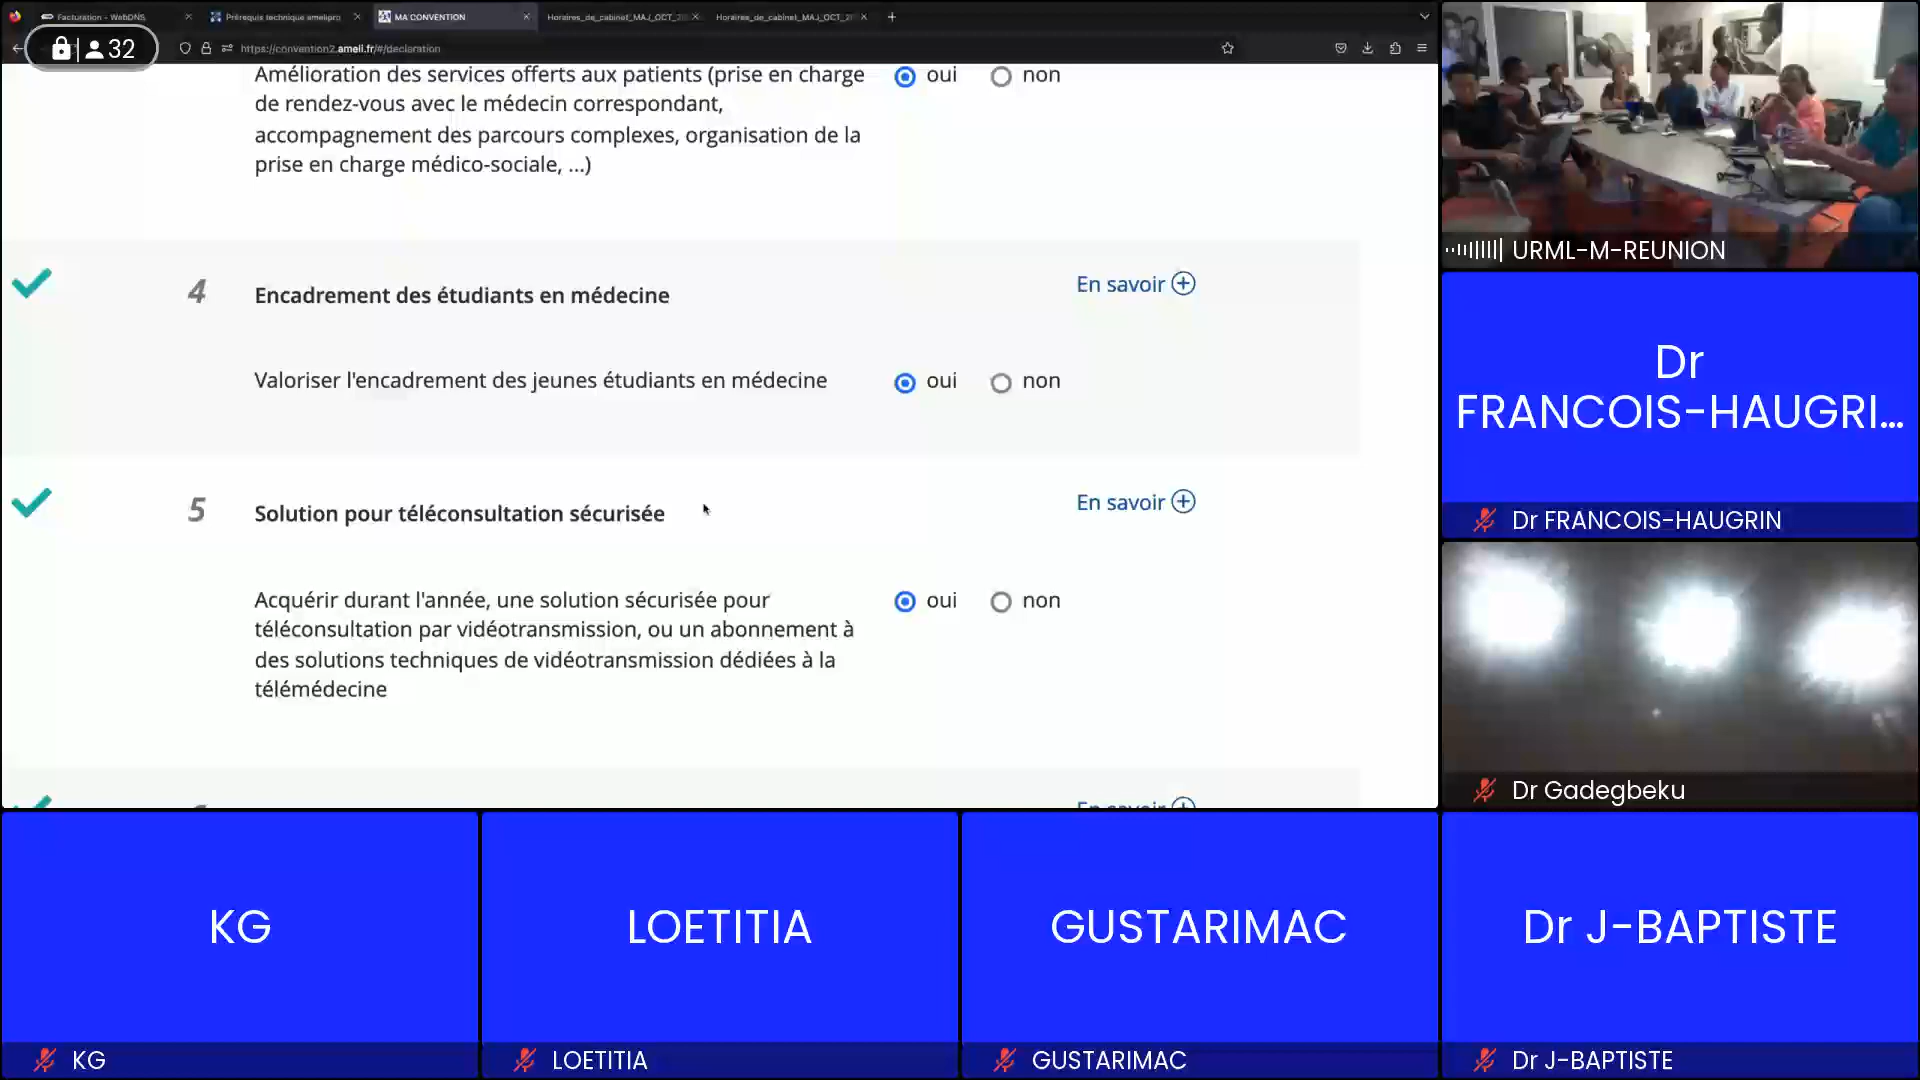 Facturation - WebDNS
Prérequis technique amelipro
MA CONVENTION
Horaires_de_cabinet_MAJ_OCT_2
Horaires_de_cabinet_MAJ_OCT_2
32
https://convention2.ameli.fr/#/declaration
Amélioration des services offerts aux patients (prise en charge
de rendez-vous avec le médecin correspondant,
accompagnement des parcours complexes, organisation de la
prise en charge médico-sociale, ...)
oui non
4 Encadrement des étudiants en médecine
En savoir
Valoriser l'encadrement des jeunes étudiants en médecine
oui non
5 Solution pour téléconsultation sécurisée
En savoir
Acquérir durant l'année, une solution sécurisée pour
téléconsultation par vidéotransmission, ou un abonnement à
des solutions techniques de vidéotransmission dédiées à la
télémédecine
oui non
En savoir
URML-M-REUNION
Dr
FRANCOIS-HAUGRI...
Dr FRANCOIS-HAUGRIN
Dr Gadegbeku
KG
KG
LOETITIA
LOETITIA
GUSTARIMAC
GUSTARIMAC
Dr J-BAPTISTE
Dr J-BAPTISTE